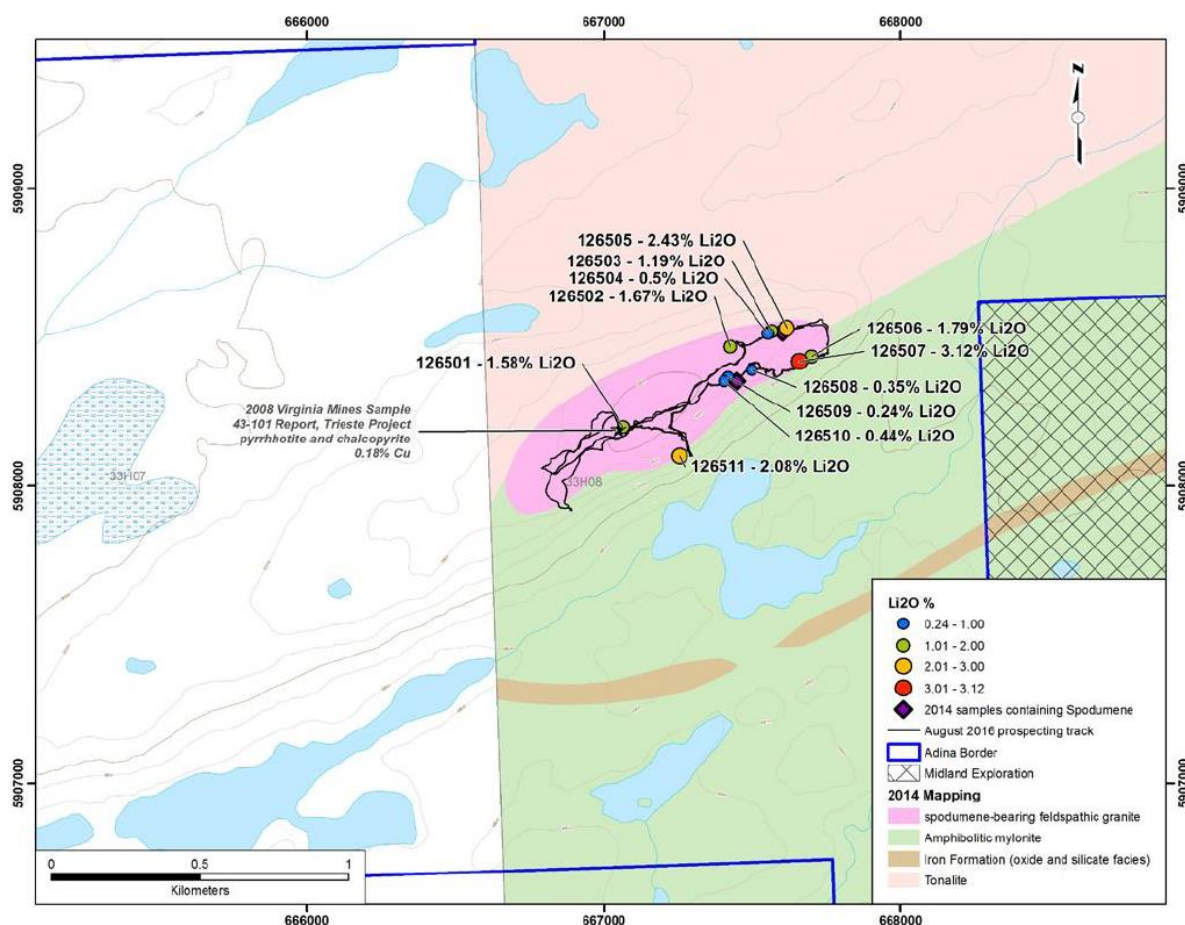 666000
667000
668000
5909000
5909000
126505 - 2.43% Li2O
126503 - 1.19% Li2O
126504 - 0.5% Li2O
126502 - 1.67% Li2O
126506 - 1.79% Li2O
126507 - 3.12% Li2O
126501 - 1.58% Li2O
126508 - 0.35% Li2O
126509 - 0.24% Li2O
126510 - 0.44% Li2O
126511 - 2.08% Li2O
2008 Virginia Mines Sample
43-101 Report, Trieste Project
pyrrhotite and chalcopyrite
0.18% Cu
33H07
33H08
5908000
5908000
Li2O %
0.24 - 1.00
1.01 - 2.00
2.01 - 3.00
3.01 - 3.12
2014 samples containing Spodumene
August 2016 prospecting track
Adina Border
Midland Exploration
2014 Mapping
spodumene-bearing feldspathic granite
Amphibolitic mylonite
Iron Formation (oxide and silicate facies)
Tonalite
5907000
5907000
0 0.5 1
Kilometers
666000
667000
668000